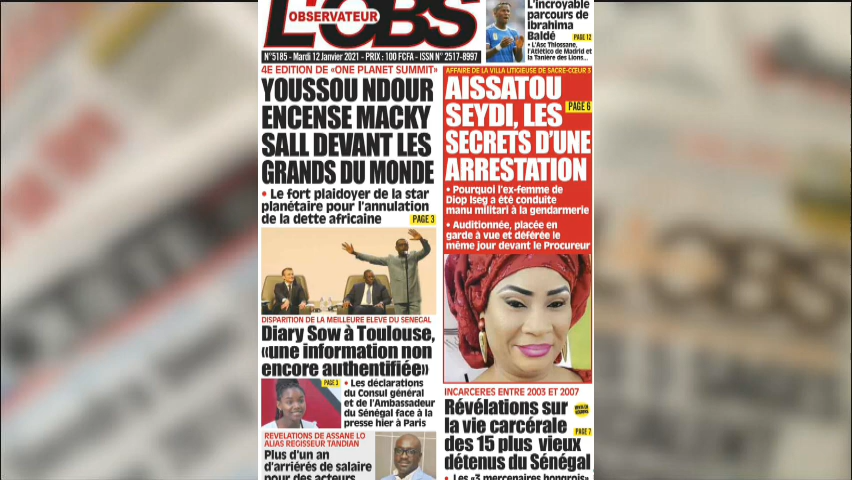 L'OBS
OBSERVATEUR
N°5185 - Mardi 12 Janvier 2021 - PRIX : 100 FCFA - ISSN N° 2517-8997
L'incroyable
parcours de
Ibrahima
Baldé
PAGE 12
• L'Asc Thiossane,
l'Atlético de Madrid et
la Tanière des Lions...
4E EDITION DE «ONE PLANET SUMMIT»
YOUSSOU NDOUR
ENCENSE MACKY
SALL DEVANT LES
GRANDS DU MONDE
• Le fort plaidoyer de la star
planétaire pour l'annulation
de la dette africaine
PAGE 3
AFFAIRE DE LA VILLA LITIGIEUSE DE SACRE-CŒUR 3
AISSATOU
SEYDI, LES
PAGE 6
SECRETS D'UNE
ARRESTATION
• Pourquoi l'ex-femme de
Diop Iseg a été conduite
manu militari à la gendarmerie
• Auditionnée, placée en
garde à vue et déférée le
même jour devant le Procureur
DISPARITION DE LA MEILLEURE ELEVE DU SENEGAL
Diary Sow à Toulouse,
«une information non
encore authentifiée»
PAGE 3
• Les déclarations
du Consul général
et de l'Ambassadeur
du Sénégal face à la
presse hier à Paris
REVELATIONS DE ASSANE LO
ALIAS REGISSEUR TANDIAN
Plus d'un an
d'arriérés de salaire
pour des acteurs
INCARCERES ENTRE 2003 ET 2007
Révélations sur
la vie carcérale
PAGE 7
des 15 plus vieux
détenus du Sénégal
• Les «3 mercenaires hongrois»